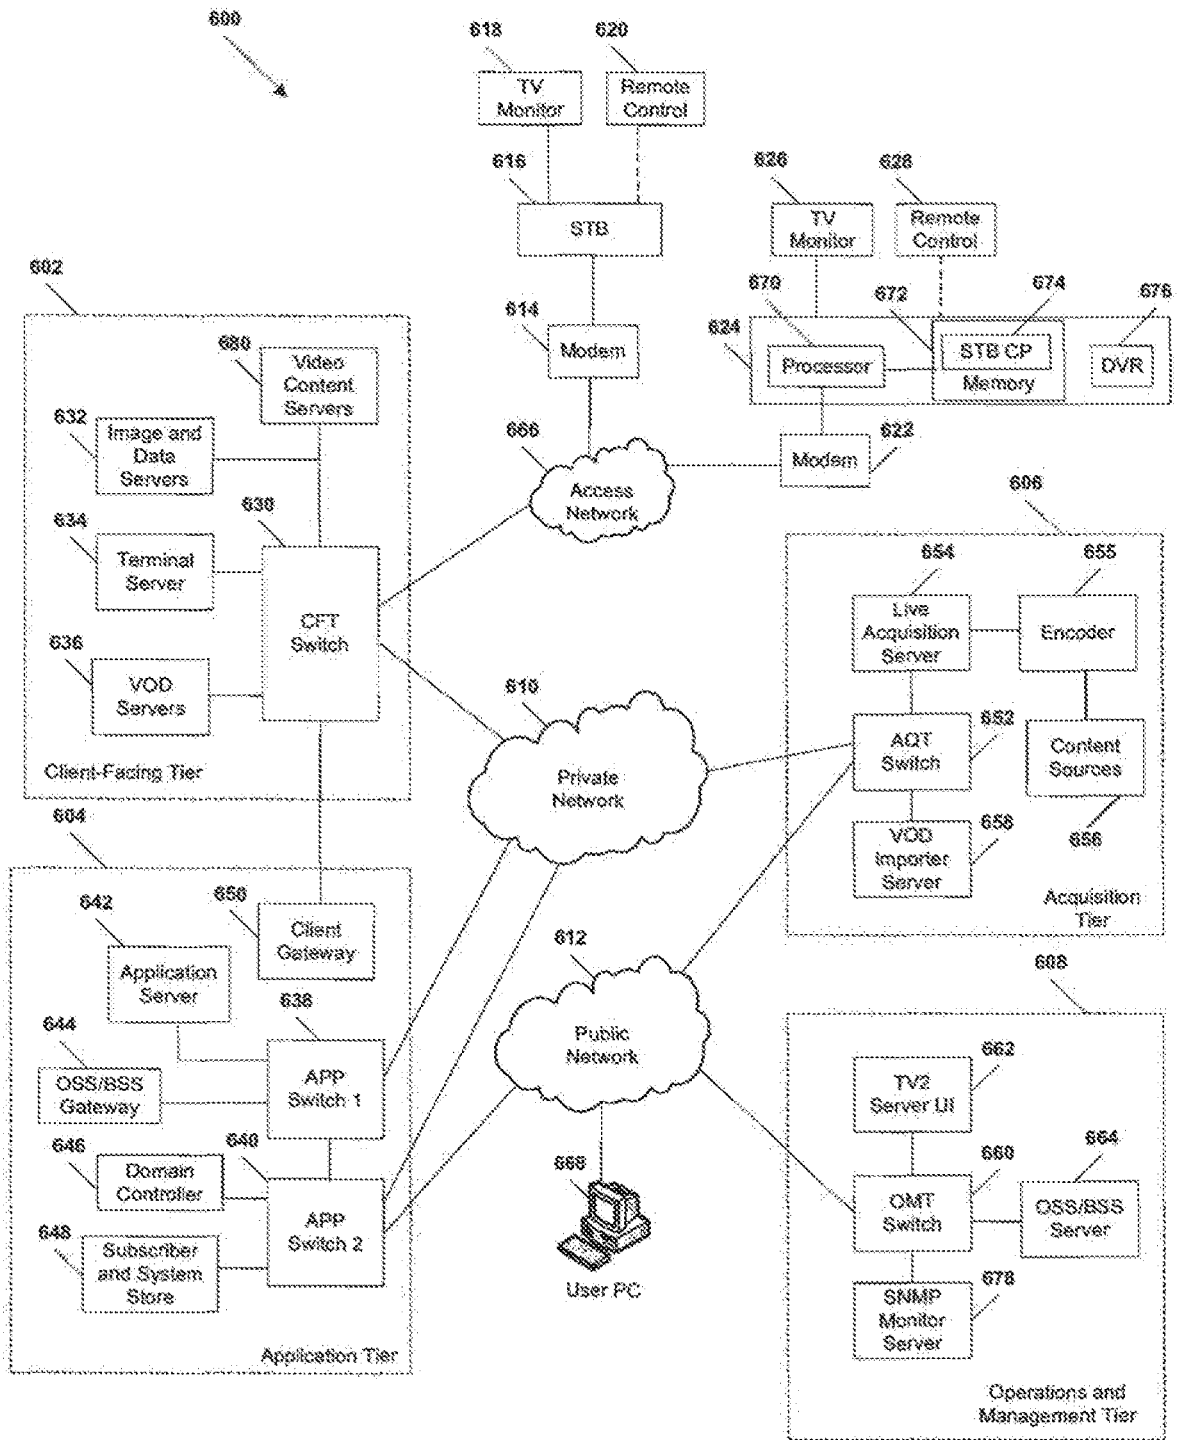 600
618
620
TV
Monitor
Remote
Control
616
STB
626
628
TV
Monitor
Remote
Control
614
Modem
670
672
674
676
624
Processor
STB CP
Memory
DVR
622
Modem
666
Access
Network
602
680
Video
Content
Servers
632
Image and
Data
Servers
630
634
Terminal
Server
CFT
Switch
636
VOD
Servers
Client-Facing Tier
610
Private
Network
606
654
655
Live
Acquisition
Server
Encoder
652
AQT
Switch
Content
Sources
656
658
VOD
Importer
Server
Acquisition
Tier
604
642
650
Client
Gateway
Application
Server
638
644
OSS/BSS
Gateway
APP
Switch 1
646
640
Domain
Controller
APP
Switch 2
648
Subscriber
and System
Store
Application Tier
612
Public
Network
668
User PC
608
662
TV2
Server UI
660
664
OMT
Switch
OSS/BSS
Server
678
SNMP
Monitor
Server
Operations and
Management Tier